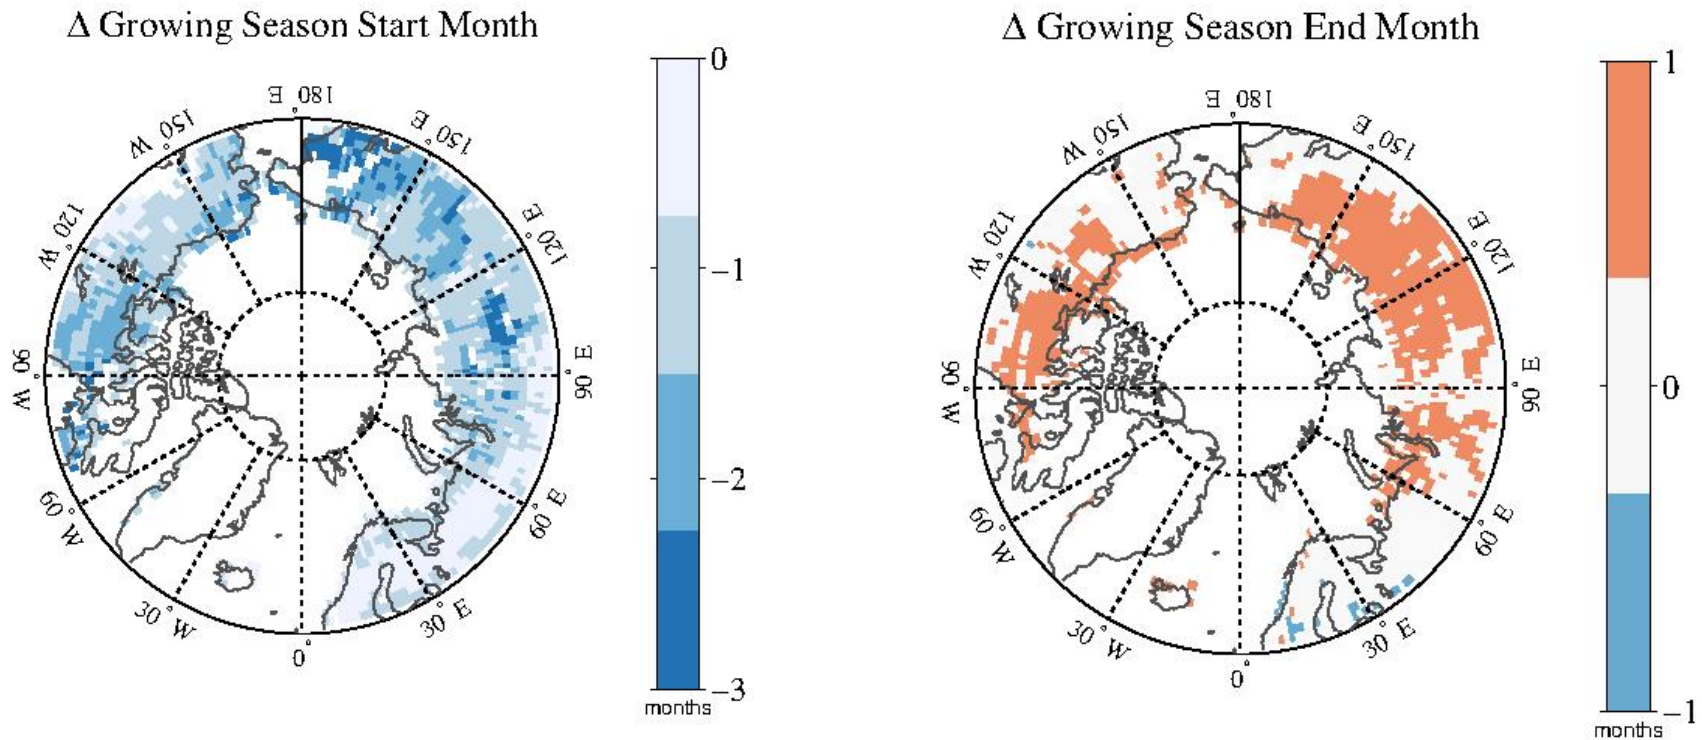 Δ Growing Season Start Month
Δ Growing Season End Month
180° E
150° E
120° E
90° E
60° E
30° E
0°
30° W
60° W
90° W
120° W
150° W
0
−1
−2
−3
months
180° E
150° E
120° E
90° E
60° E
30° E
0°
30° W
60° W
90° W
120° W
150° W
1
0
−1
months